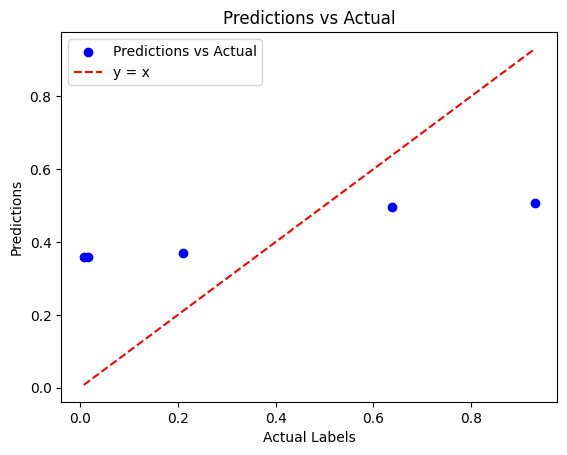 Predictions vs Actual
Predictions vs Actual
y = x
Predictions
0.8
0.6
0.4
0.2
0.0
0.0 0.2 0.4 0.6 0.8
Actual Labels